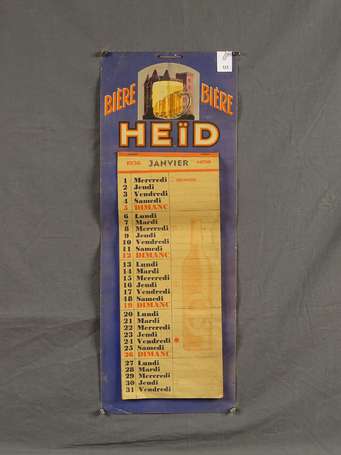 BIÈRE BIÈRE
HEÏD
1936 JANVIER 1936
1 Mercredi
2 Jeudi
3 Vendredi
4 Samedi
5 DIMANC
6 Lundi
7 Mardi
8 Mercredi
9 Jeudi
10 Vendredi
11 Samedi
12 DIMANC
13 Lundi
14 Mardi
15 Mercredi
16 Jeudi
17 Vendredi
18 Samedi
19 DIMANC
20 Lundi
21 Mardi
22 Mercredi
23 Jeudi
24 Vendredi
25 Samedi
26 DIMANC
27 Lundi
28 Mardi
29 Mercredi
30 Jeudi
31 Vendredi